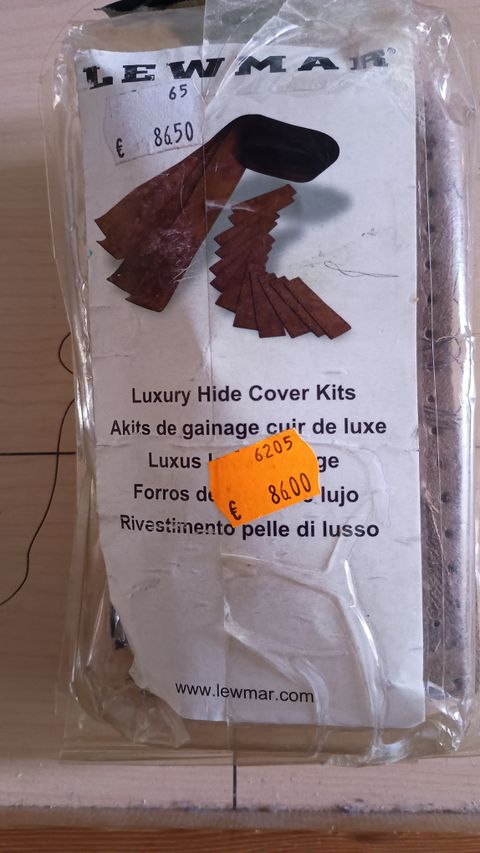 LEWMAR®
65
€ 86.50
Luxury Hide Cover Kits
Akits de gainage cuir de luxe
Luxus
6205
Forros de lujo
€ 86.00
Rivestimento pelle di lusso
www.lewmar.com